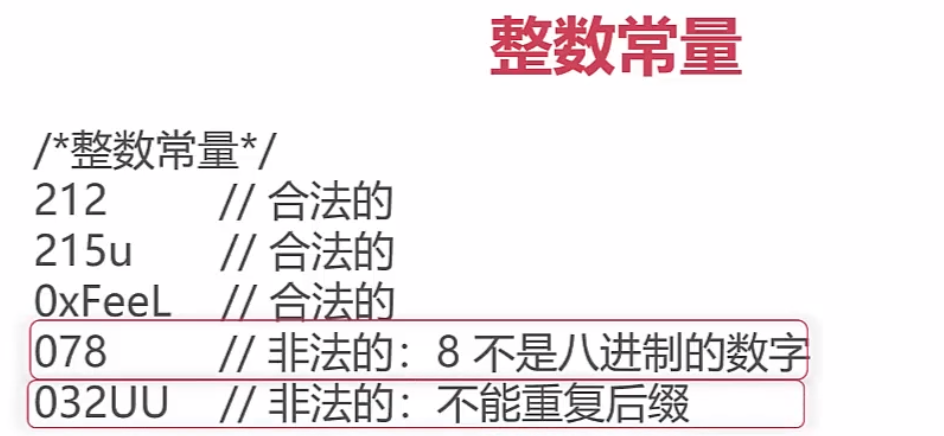 整数常量
/*整数常量*/
212 // 合法的
215u // 合法的
0xFeeL // 合法的
078 // 非法的：8 不是八进制的数字
032UU // 非法的：不能重复后缀